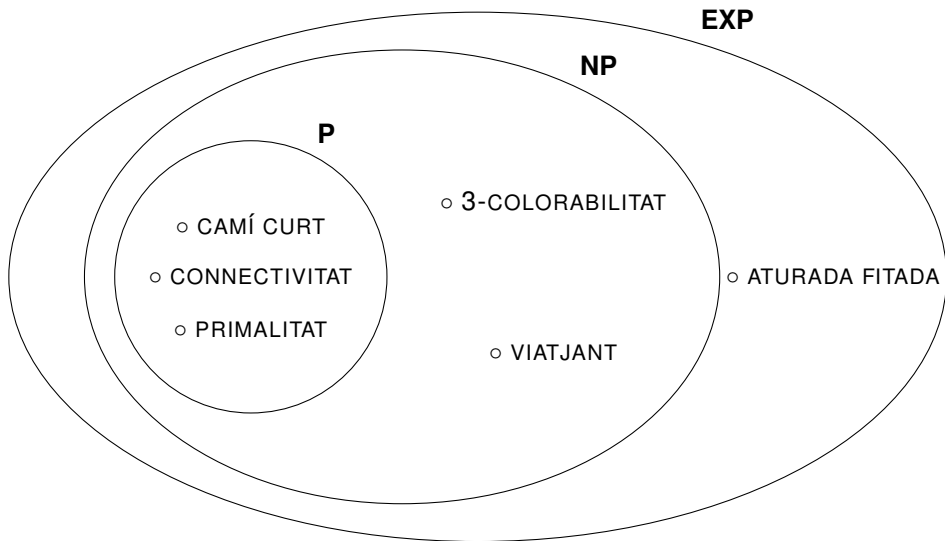 EXP
NP
P
3-COLORABILITAT
CAMÍ CURT
CONNECTIVITAT
ATURADA FITADA
PRIMALITAT
VIATJANT